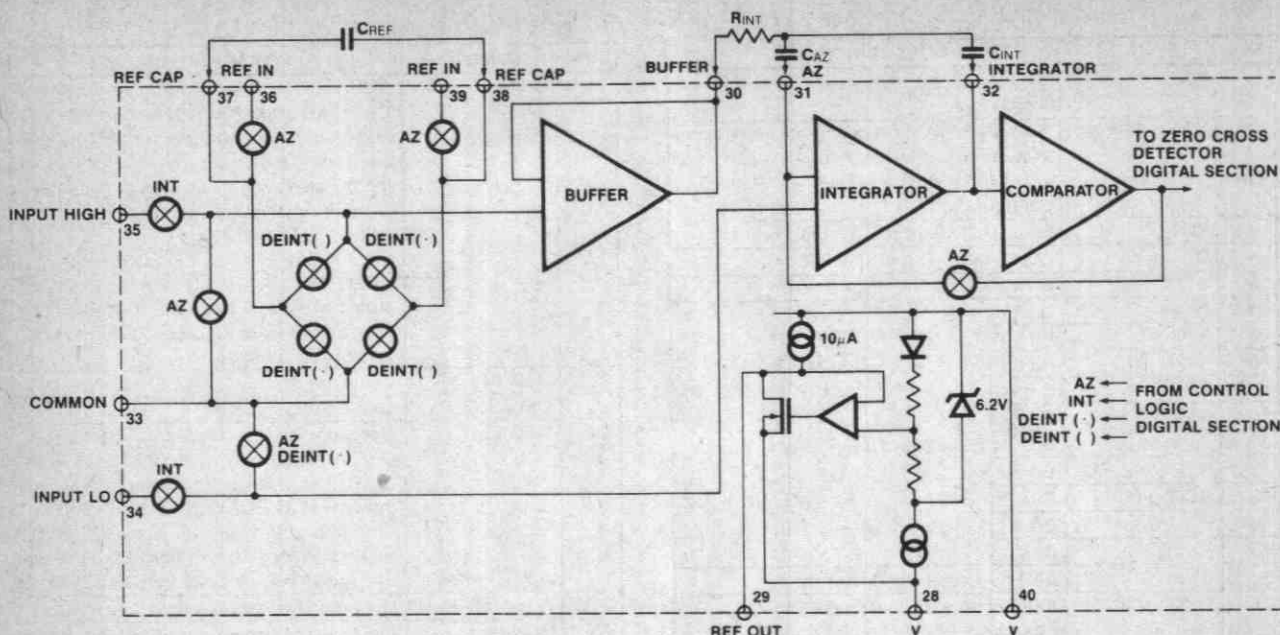 CREF
RINT
CAZ
CINT
REF CAP
REF IN
REF IN
REF CAP
BUFFER
AZ
INTEGRATOR
37
36
39
38
30
31
32
AZ
AZ
TO ZERO CROSS
DETECTOR
DIGITAL SECTION
INT
BUFFER
INTEGRATOR
COMPARATOR
INPUT HIGH
35
DEINT( )
DEINT(·)
AZ
AZ
10μA
DEINT(·)
DEINT( )
6.2V
AZ
INT
DEINT (·)
DEINT ( )
FROM CONTROL
LOGIC
DIGITAL SECTION
COMMON
33
AZ
DEINT(·)
INT
INPUT LO
34
29
28
40
REF OUT
V
V